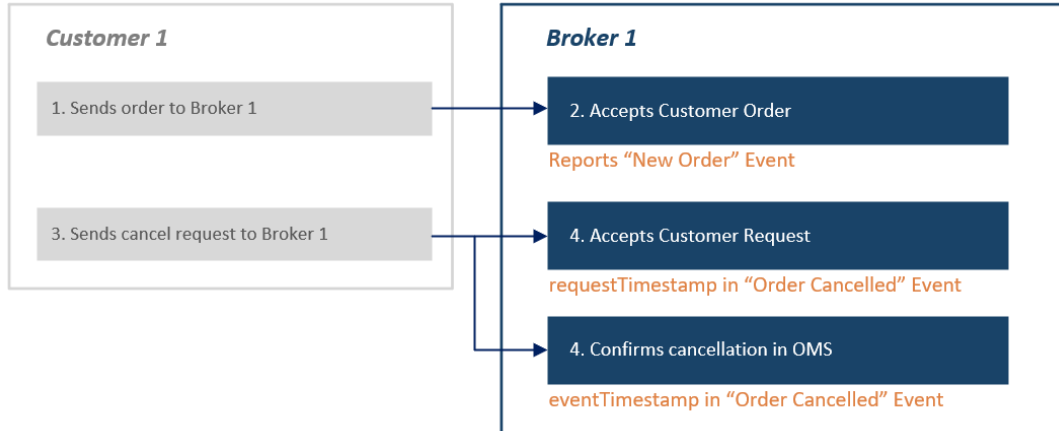 Customer 1
Broker 1
1. Sends order to Broker 1
2. Accepts Customer Order
Reports “New Order” Event
3. Sends cancel request to Broker 1
4. Accepts Customer Request
requestTimestamp in “Order Cancelled” Event
4. Confirms cancellation in OMS
eventTimestamp in “Order Cancelled” Event